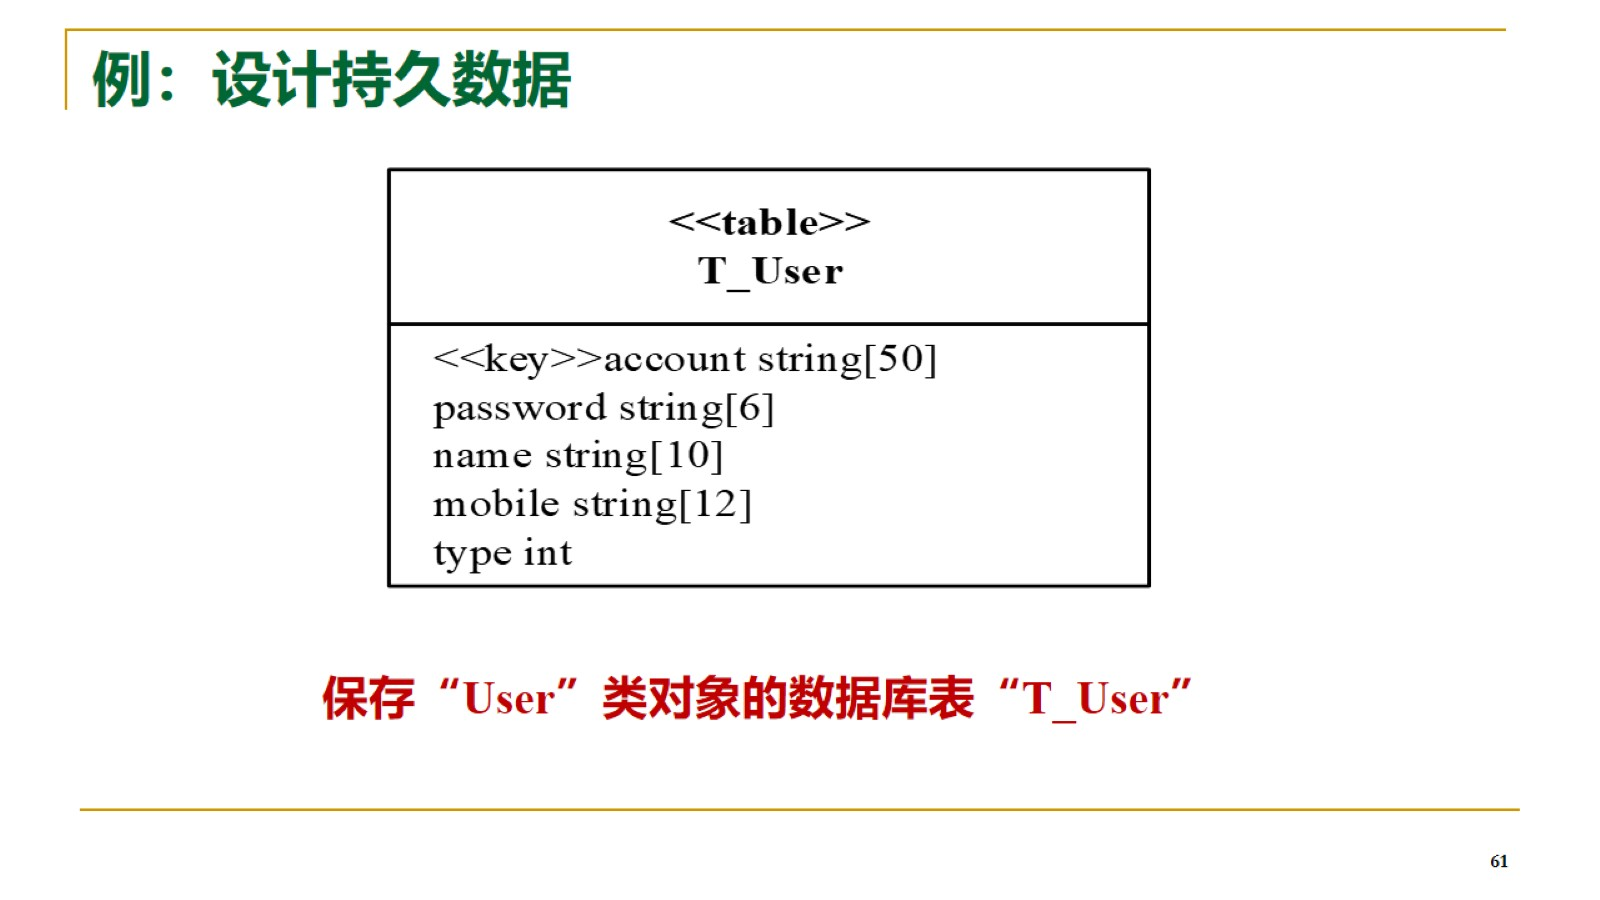 例：设计持久数据
<<table>>
T_User
<<key>>account string[50]
password string[6]
name string[10]
mobile string[12]
type int
保存“User”类对象的数据库表“T_User”
61